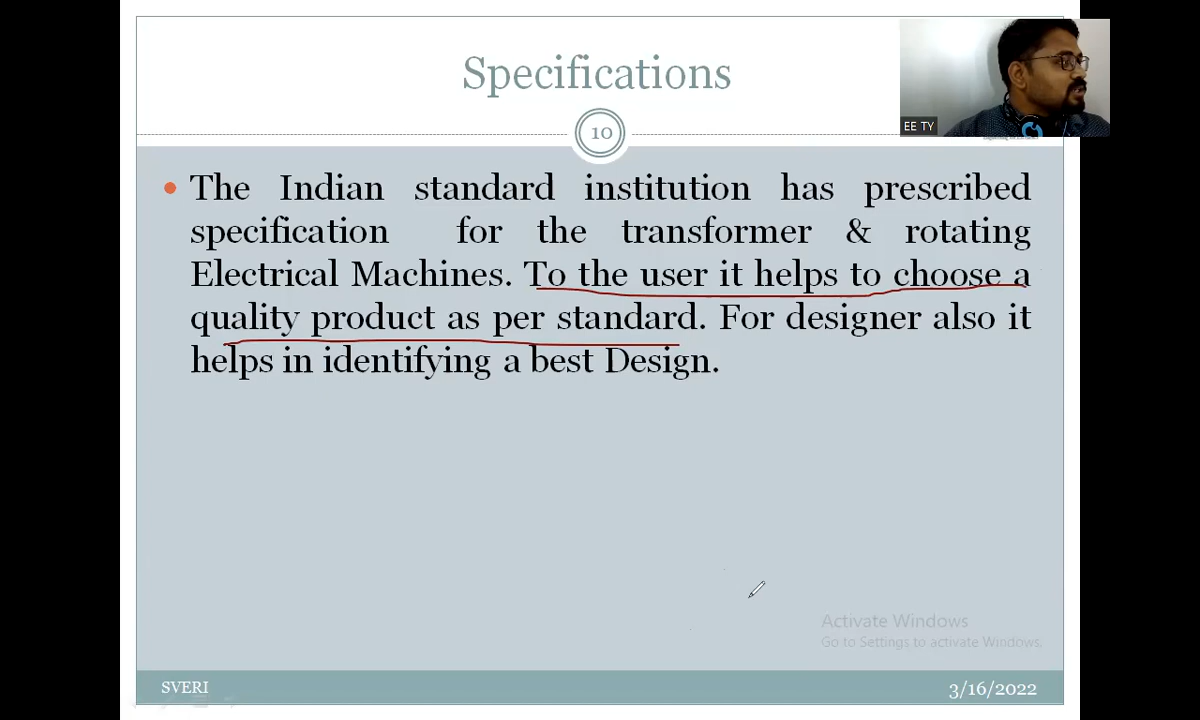 Specifications
EE TY
10
The Indian standard institution has prescribed
specification for the transformer & rotating
Electrical Machines. To the user it helps to choose a
quality product as per standard. For designer also it
helps in identifying a best Design.
Activate Windows
Go to Settings to activate Windows.
SVERI
3/16/2022